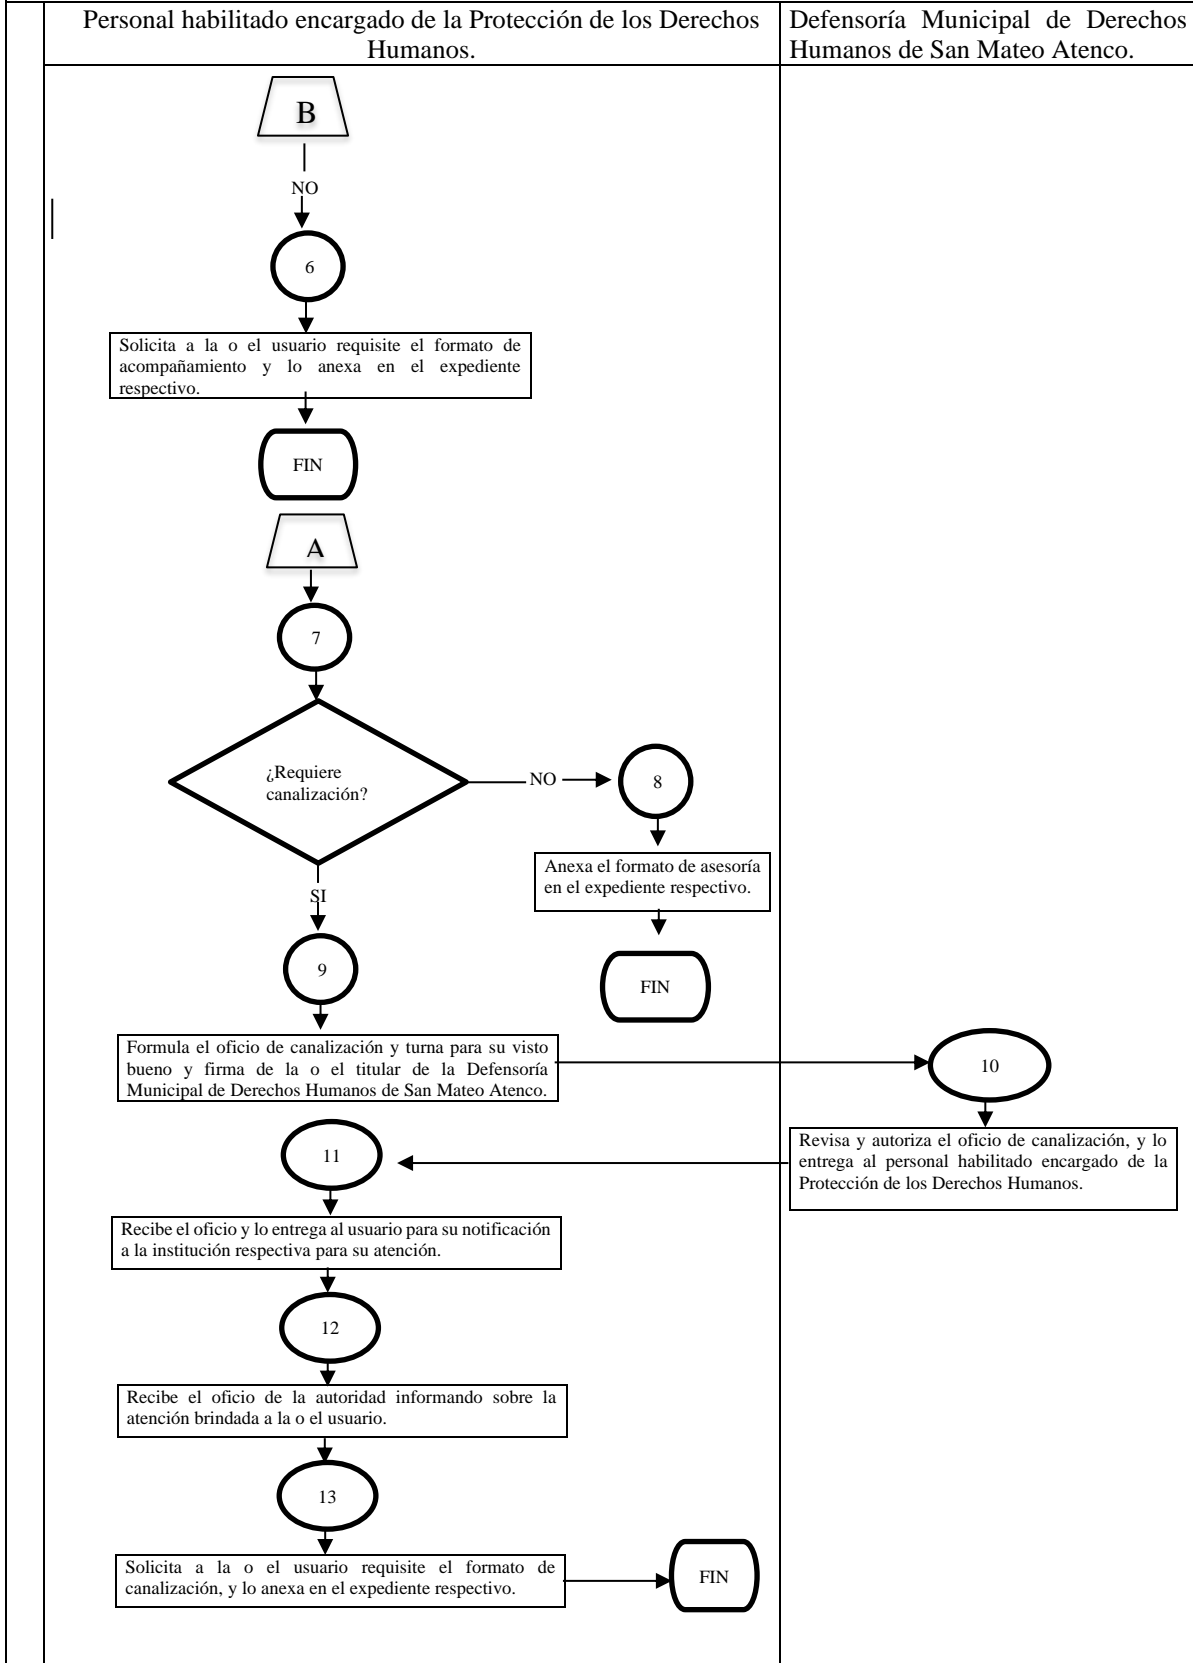 Personal habilitado encargado de la Protección de los Derechos
Humanos.
Defensoría Municipal de Derechos
Humanos de San Mateo Atenco.
B
NO
6
Solicita a la o el usuario requisite el formato de
acompañamiento y lo anexa en el expediente
respectivo.
FIN
A
7
¿Requiere
canalización?
NO
8
Anexa el formato de asesoría
en el expediente respectivo.
FIN
SI
9
Formula el oficio de canalización y turna para su visto
bueno y firma de la o el titular de la Defensoría
Municipal de Derechos Humanos de San Mateo Atenco.
10
Revisa y autoriza el oficio de canalización, y lo
entrega al personal habilitado encargado de la
Protección de los Derechos Humanos.
11
Recibe el oficio y lo entrega al usuario para su notificación
a la institución respectiva para su atención.
12
Recibe el oficio de la autoridad informando sobre la
atención brindada a la o el usuario.
13
Solicita a la o el usuario requisite el formato de
canalización, y lo anexa en el expediente respectivo.
FIN